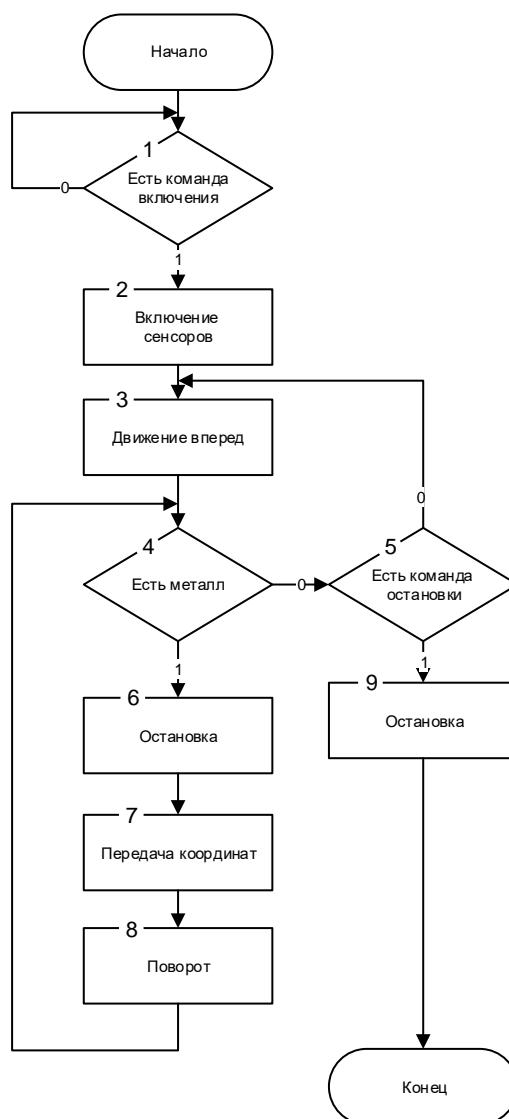 Начало
1
Есть команда
включения
0
1
2
Включение
сенсоров
3
Движение вперед
0
4
Есть металл
0
5
Есть команда
остановки
1
1
6
Остановка
9
Остановка
7
Передача координат
8
Поворот
Конец